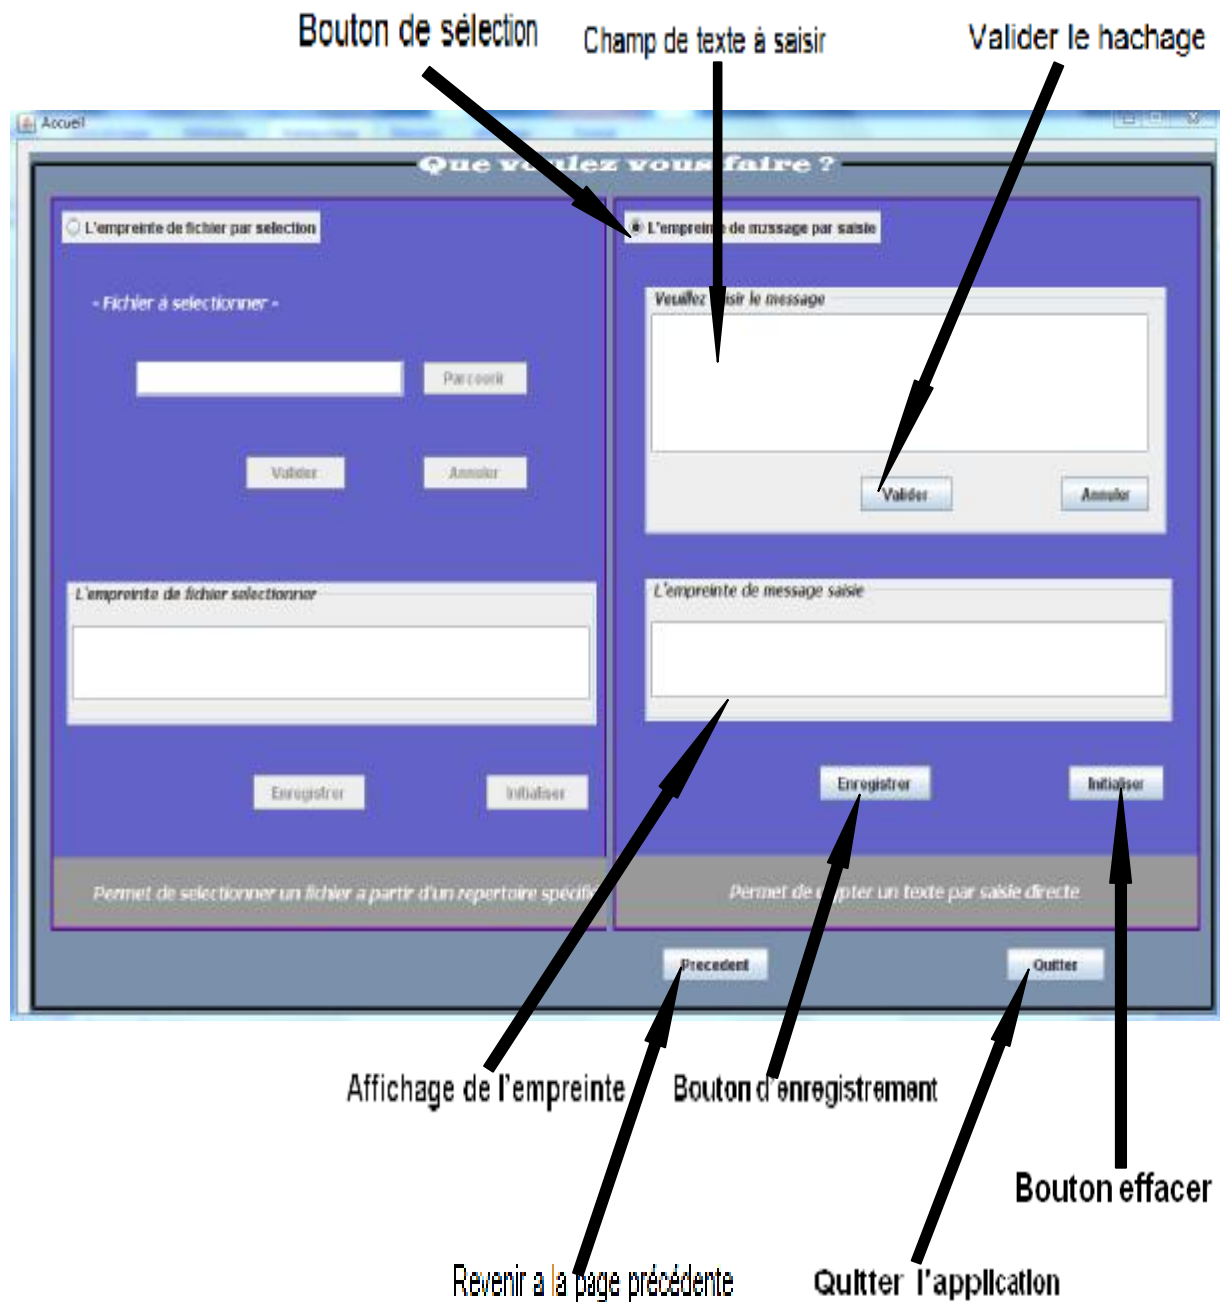 Bouton de sélection
Champ de texte à saisir
Valider le hachage
Accueil
Que voulez vous faire ?
L'empreinte de fichier par selection
- Fichier à selectionner -
Parcourir
Valider
Annuler
L'empreinte de fichier selectionner
Enregistrer
Initialiser
Permet de selectionner un fichier a partir d'un repertoire spécifi
L'empreinte de message par saisie
Veuillez saisir le message
Valider
Annuler
L'empreinte de message saisie
Enregistrer
Initialiser
Permet de crypter un texte par saisie directe
Precedent
Quitter
Affichage de l'empreinte
Bouton d'enregistrement
Bouton effacer
Revenir a la page précédente
Quitter l'application